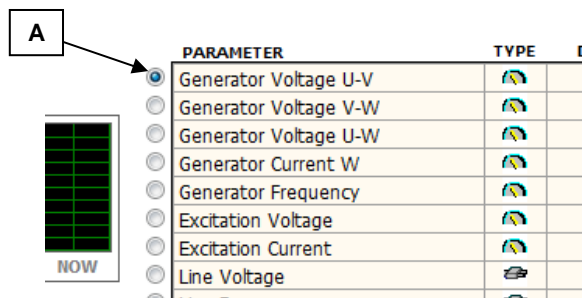 A
PARAMETER TYPE
Generator Voltage U-V
Generator Voltage V-W
Generator Voltage U-W
Generator Current W
Generator Frequency
Excitation Voltage
Excitation Current
Line Voltage
NOW